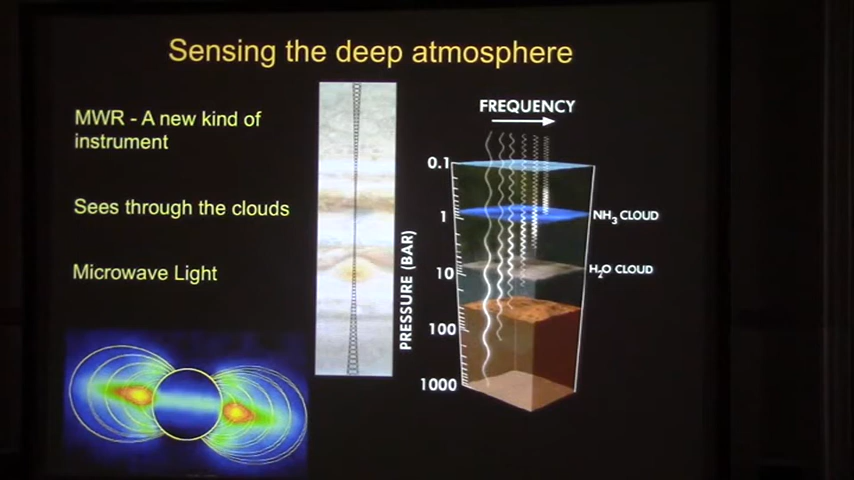 Sensing the deep atmosphere
MWR - A new kind of
instrument
Sees through the clouds
Microwave Light
FREQUENCY
PRESSURE (BAR)
0.1
1
10
100
1000
NH3 CLOUD
H2O CLOUD